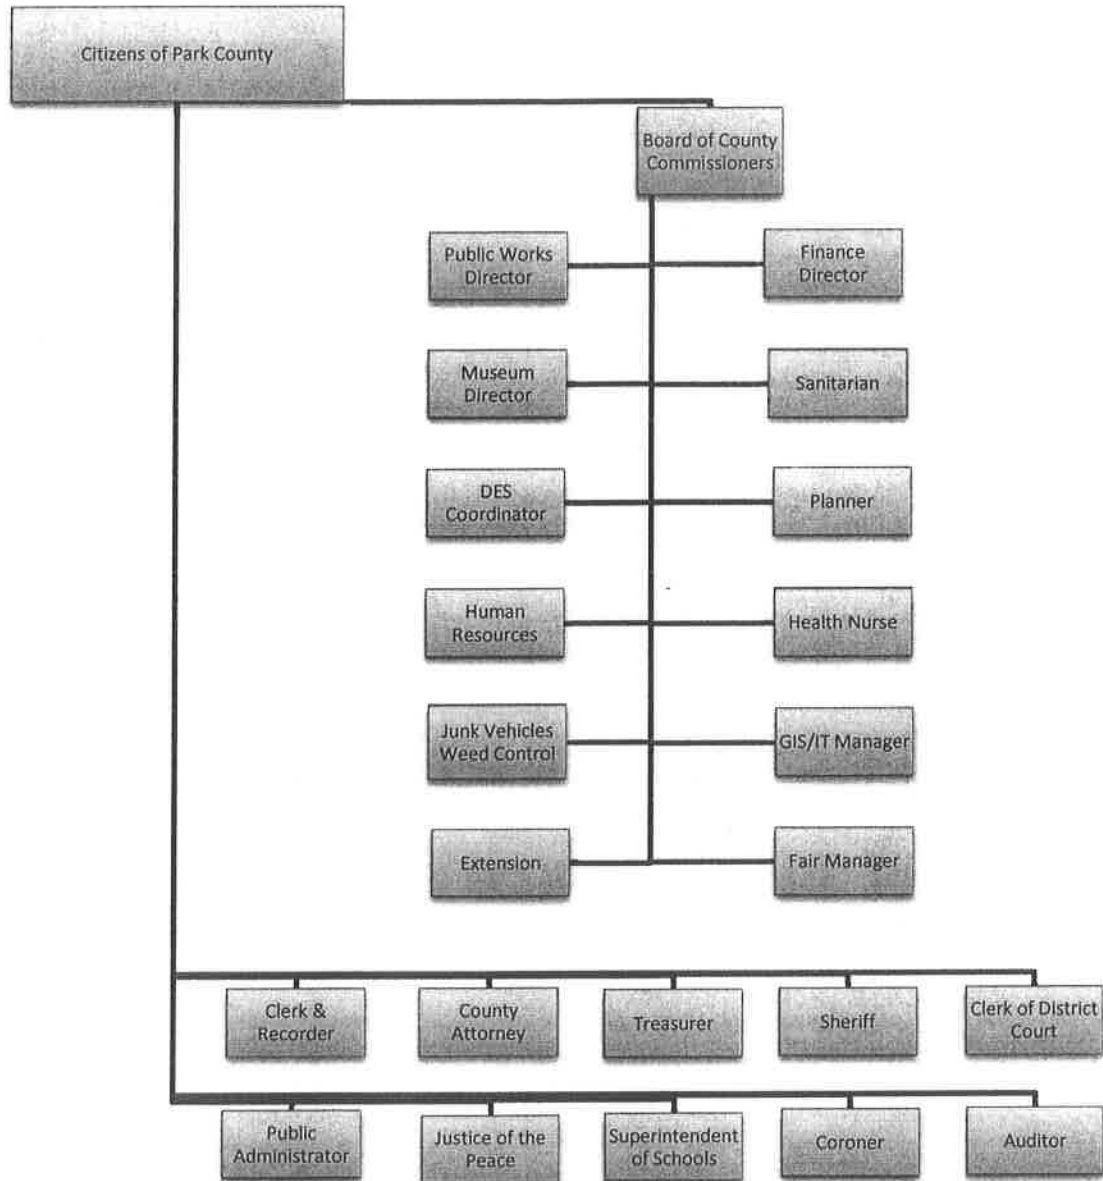 Citizens of Park County
Board of County
Commissioners
Public Works
Director
Finance
Director
Museum
Director
Sanitarian
DES
Coordinator
Planner
Human
Resources
Health Nurse
Junk Vehicles
Weed Control
GIS/IT Manager
Extension
Fair Manager
Clerk &
Recorder
County
Attorney
Treasurer
Sheriff
Clerk of District
Court
Public
Administrator
Justice of the
Peace
Superintendent
of Schools
Coroner
Auditor